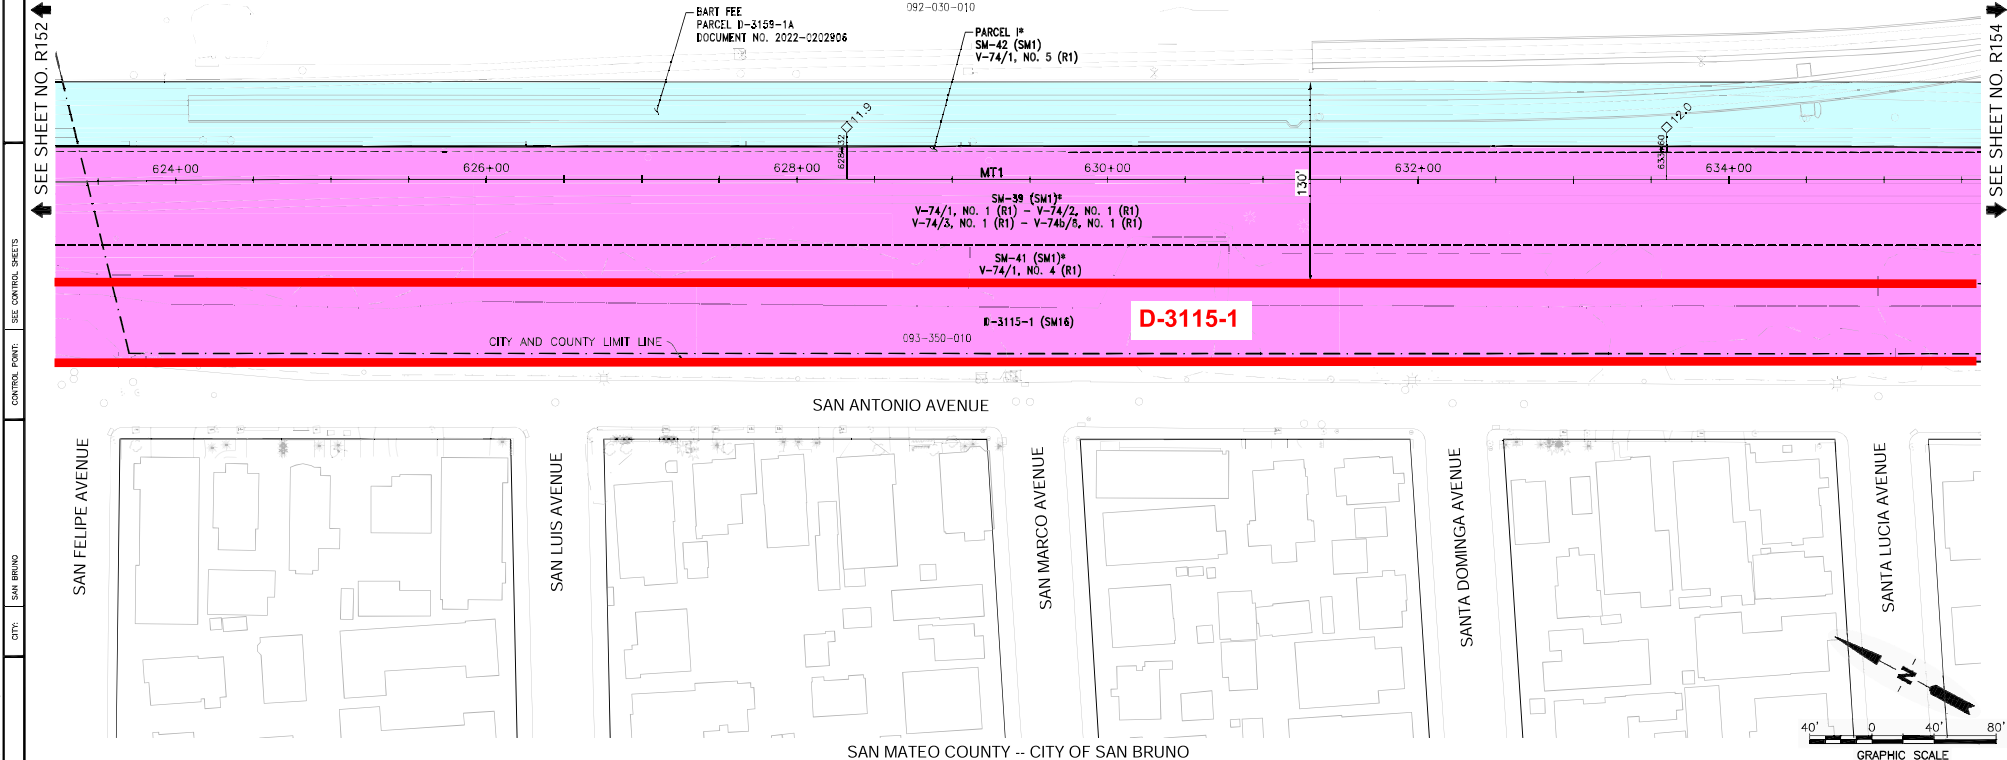 092-030-010
BART FEE
PARCEL D-3159-1A
DOCUMENT NO. 2022-0202906
PARCEL I*
SM-42 (SM1)
V-74/1, NO. 5 (R1)
SEE SHEET NO. R152
SEE SHEET NO. R154
11.9
12.0
628+32
633+60
624+00
626+00
628+00
630+00
632+00
634+00
MT1
130'
SM-39 (SM1)*
V-74/1, NO. 1 (R1) - V-74/2, NO. 1 (R1)
V-74/3, NO. 1 (R1) - V-74b/8, NO. 1 (R1)
SM-41 (SM1)*
V-74/1, NO. 4 (R1)
D-3115-1 (SM16)
D-3115-1
CITY AND COUNTY LIMIT LINE
093-350-010
SAN ANTONIO AVENUE
SAN FELIPE AVENUE
SAN LUIS AVENUE
SAN MARCO AVENUE
SANTA DOMINGA AVENUE
SANTA LUCIA AVENUE
SEE CONTROL SHEETS
CONTROL POINT:
SAN BRUNO
CITY:
N
40' 0 40' 80'
GRAPHIC SCALE
SAN MATEO COUNTY -- CITY OF SAN BRUNO